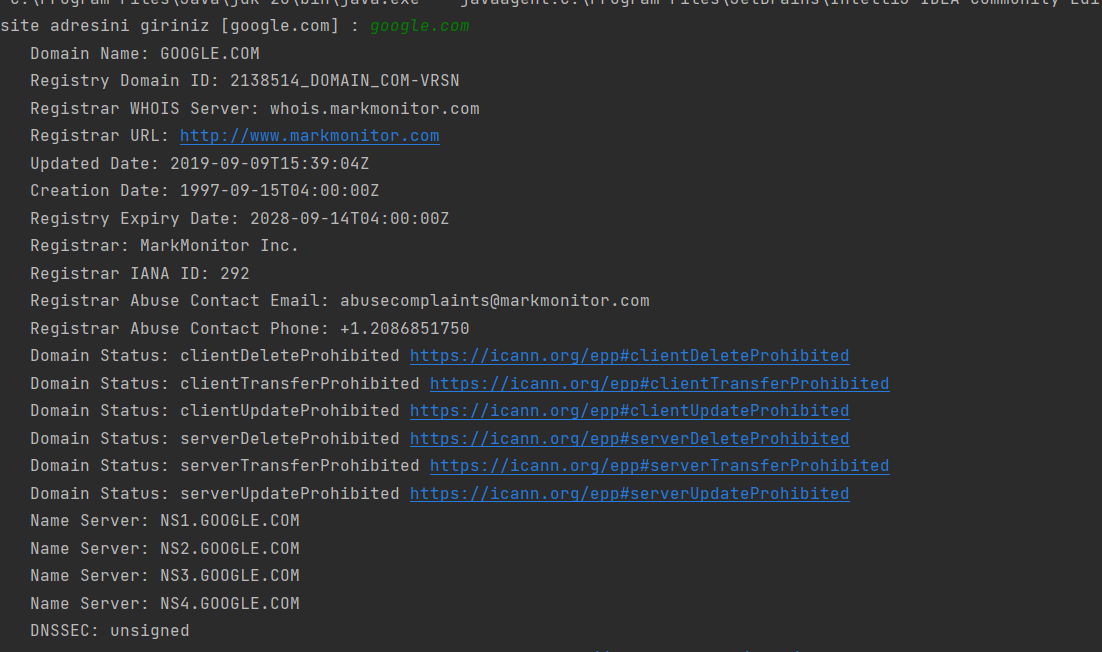 site adresini giriniz [google.com] : google.com
Domain Name: GOOGLE.COM
Registry Domain ID: 2138514_DOMAIN_COM-VRSN
Registrar WHOIS Server: whois.markmonitor.com
Registrar URL: http://www.markmonitor.com
Updated Date: 2019-09-09T15:39:04Z
Creation Date: 1997-09-15T04:00:00Z
Registry Expiry Date: 2028-09-14T04:00:00Z
Registrar: MarkMonitor Inc.
Registrar IANA ID: 292
Registrar Abuse Contact Email: abusecomplaints@markmonitor.com
Registrar Abuse Contact Phone: +1.2086851750
Domain Status: clientDeleteProhibited https://icann.org/epp#clientDeleteProhibited
Domain Status: clientTransferProhibited https://icann.org/epp#clientTransferProhibited
Domain Status: clientUpdateProhibited https://icann.org/epp#clientUpdateProhibited
Domain Status: serverDeleteProhibited https://icann.org/epp#serverDeleteProhibited
Domain Status: serverTransferProhibited https://icann.org/epp#serverTransferProhibited
Domain Status: serverUpdateProhibited https://icann.org/epp#serverUpdateProhibited
Name Server: NS1.GOOGLE.COM
Name Server: NS2.GOOGLE.COM
Name Server: NS3.GOOGLE.COM
Name Server: NS4.GOOGLE.COM
DNSSEC: unsigned